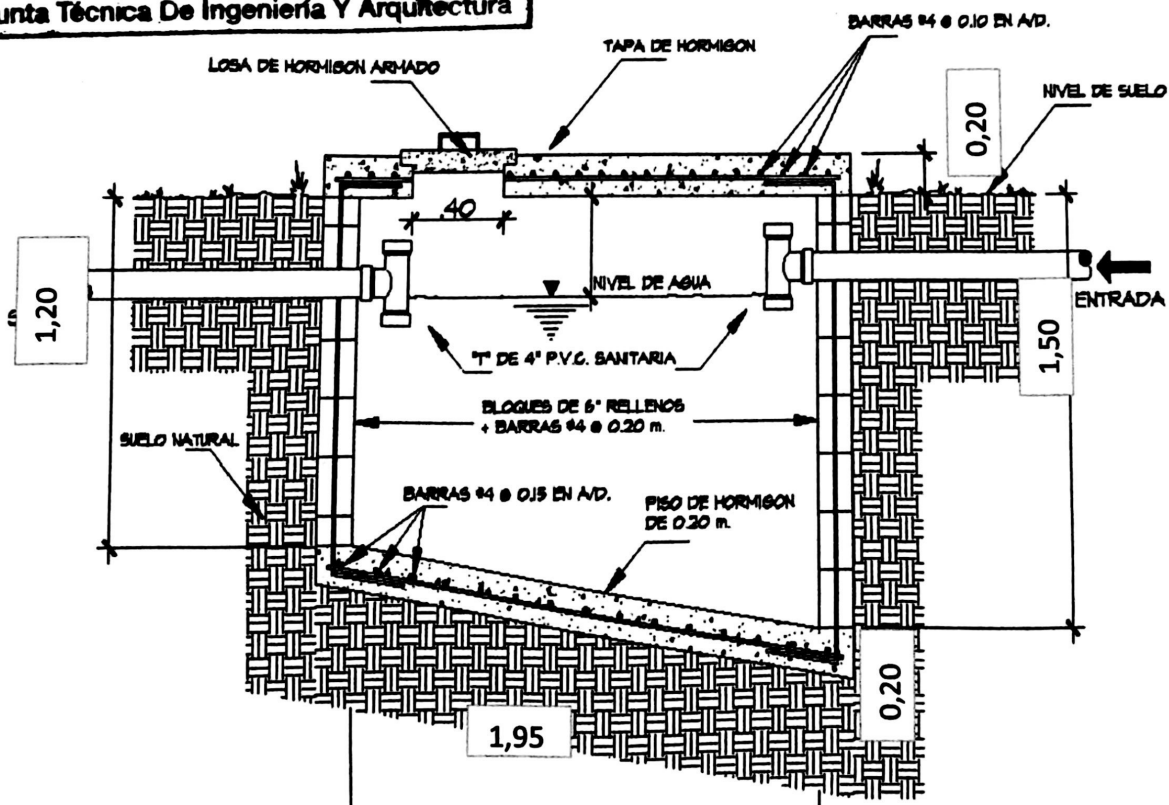 unta Técnica De Ingeniería Y Arquitectura
BARRAS #4 @ 0.10 EN A/D.
TAPA DE HORMIGON
LOSA DE HORMIGON ARMADO
NIVEL DE SUELO
0,20
.40
NIVEL DE AGUA
ENTRADA
1,20
1,50
"T" DE 4" P.V.C. SANITARIA
BLOQUES DE 6" RELLENOS
+ BARRAS #4 @ 0.20 m.
SUELO NATURAL
BARRAS #4 @ 0.15 EN A/D.
PISO DE HORMIGON
DE 0.20 m.
0,20
1,95